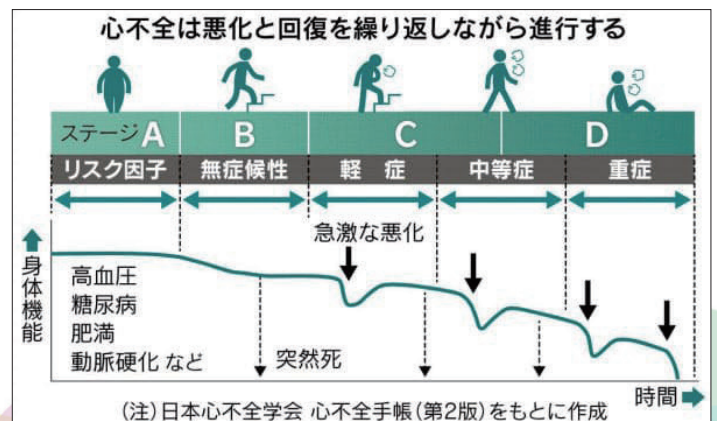 心不全は悪化と回復を繰り返しながら進行する
ステージA B C D
リスク因子 無症候性 軽 症 中等症 重症
急激な悪化
身体機能
高血圧
糖尿病
肥満
動脈硬化 など
突然死
時間
(注)日本心不全学会 心不全手帳(第2版)をもとに作成